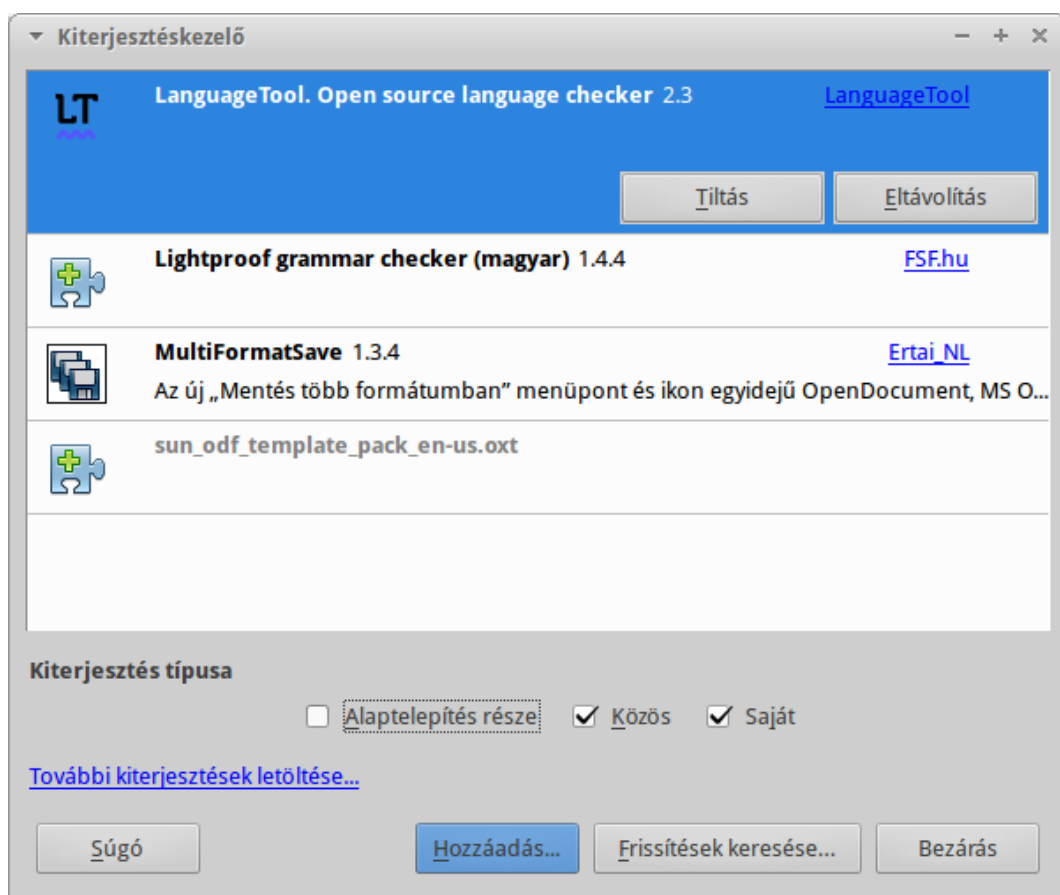 Kiterjesztéskezelő
LT
LanguageTool. Open source language checker 2.3 LanguageTool
Tiltás Eltávolítás
Lightproof grammar checker (magyar) 1.4.4 FSF.hu
MultiFormatSave 1.3.4 Ertai_NL
Az új „Mentés több formátumban” menüpont és ikon egyidejű OpenDocument, MS O...
sun_odf_template_pack_en-us.oxt
Kiterjesztés típusa
Alaptelepítés része Közös Saját
További kiterjesztések letöltése...
Súgó Hozzáadás... Frissítések keresése... Bezárás